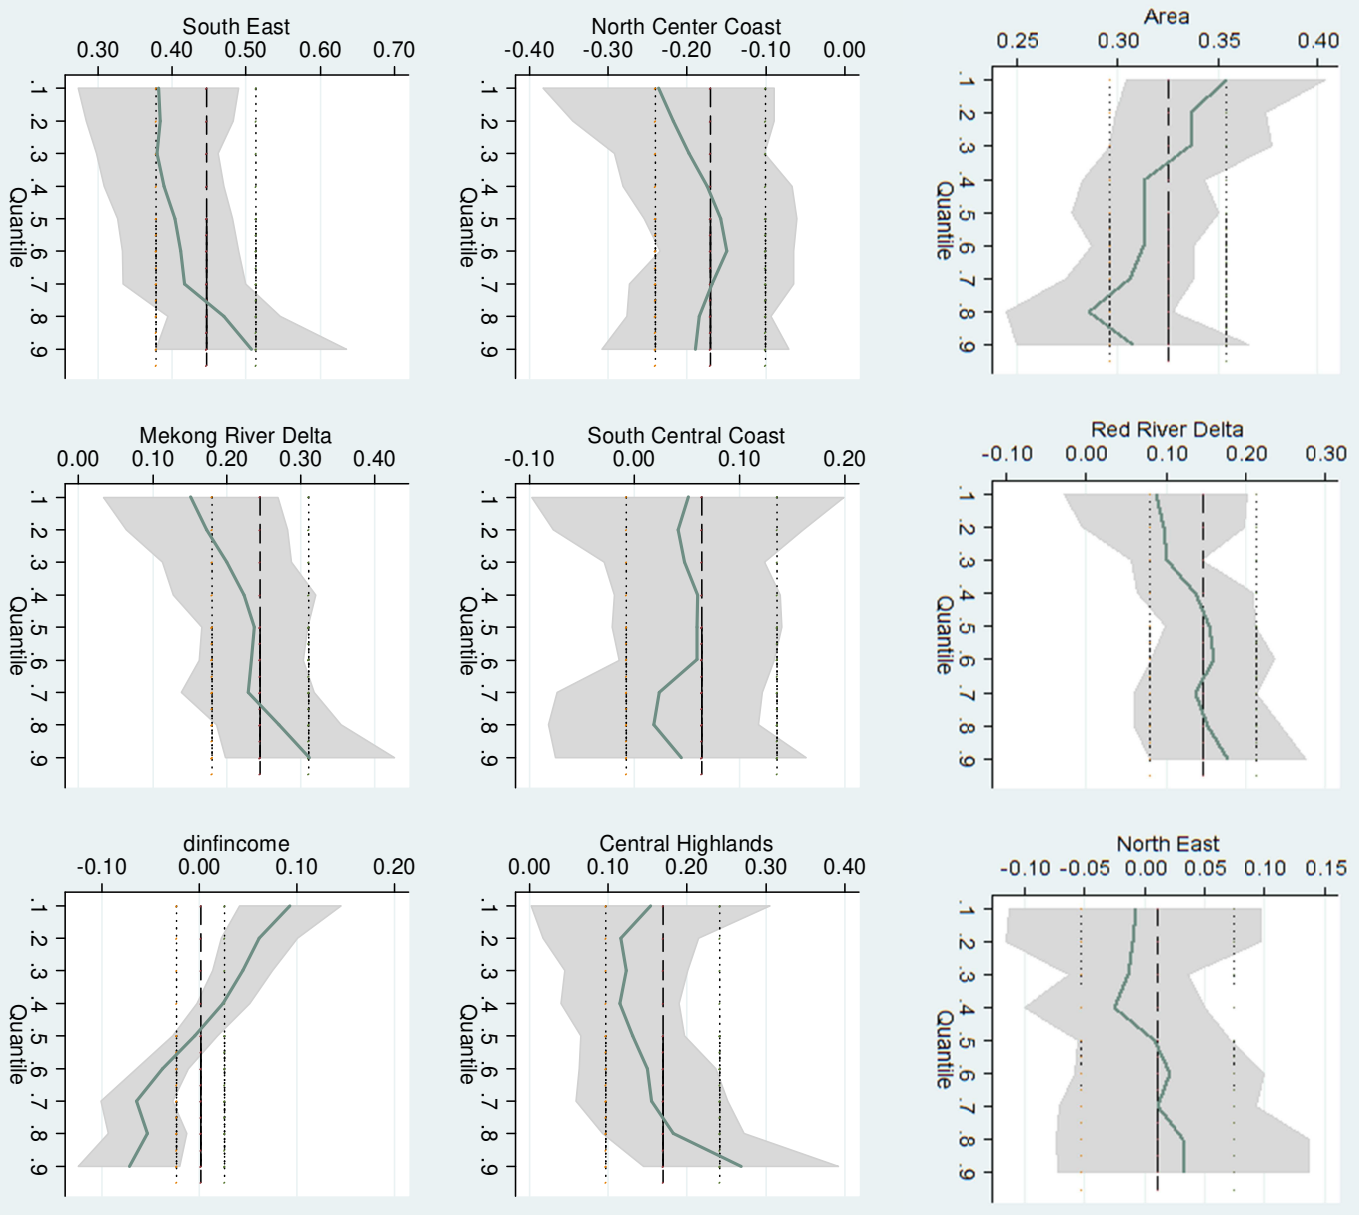 South East
0.30 0.40 0.50 0.60 0.70
.1 .2 .3 .4 .5 .6 .7 .8 .9
Quantile
North Center Coast
-0.40 -0.30 -0.20 -0.10 0.00
.1 .2 .3 .4 .5 .6 .7 .8 .9
Quantile
Area
0.25 0.30 0.35 0.40
.1 .2 .3 .4 .5 .6 .7 .8 .9
Quantile
Mekong River Delta
0.00 0.10 0.20 0.30 0.40
.1 .2 .3 .4 .5 .6 .7 .8 .9
Quantile
South Central Coast
-0.10 0.00 0.10 0.20
.1 .2 .3 .4 .5 .6 .7 .8 .9
Quantile
Red River Delta
-0.10 0.00 0.10 0.20 0.30
.1 .2 .3 .4 .5 .6 .7 .8 .9
Quantile
dinfincome
-0.10 0.00 0.10 0.20
.1 .2 .3 .4 .5 .6 .7 .8 .9
Quantile
Central Highlands
0.00 0.10 0.20 0.30 0.40
.1 .2 .3 .4 .5 .6 .7 .8 .9
Quantile
North East
-0.10 -0.05 0.00 0.05 0.10 0.15
.1 .2 .3 .4 .5 .6 .7 .8 .9
Quantile